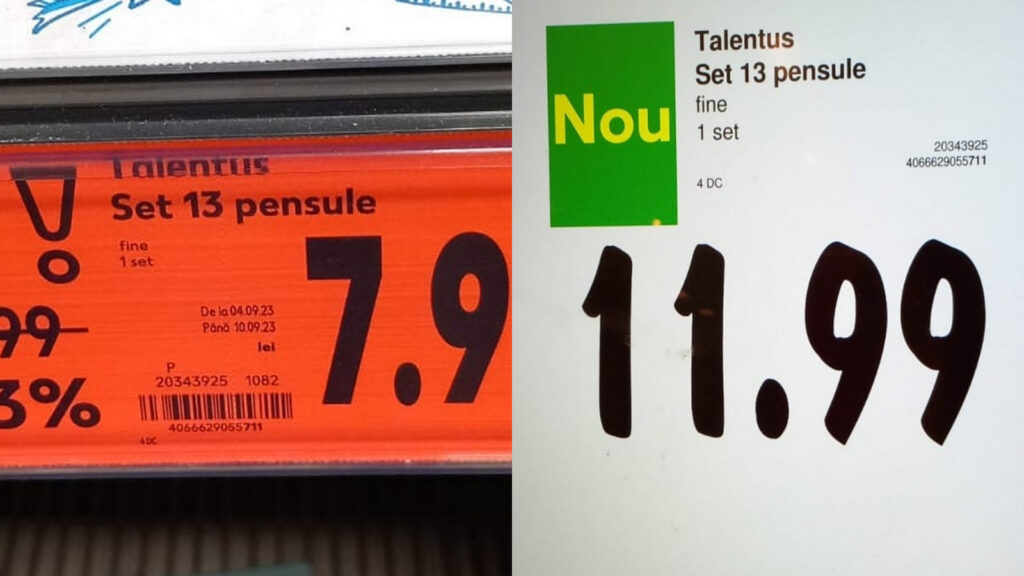 Talentus
Set 13 pensule
fine
1 set
7.9
De la 04.09.23
Până 10.09.23
lei
99
3%
P
20343925 1082
4066629055711
4 DC
Nou
Talentus
Set 13 pensule
fine
1 set
20343925
4066629055711
4 DC
11.99